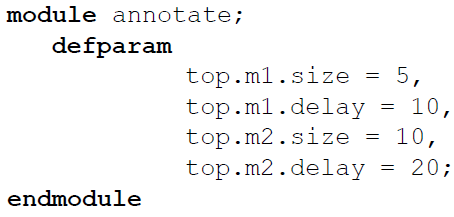 module annotate;
defparam
top.m1.size = 5,
top.m1.delay = 10,
top.m2.size = 10,
top.m2.delay = 20;
endmodule